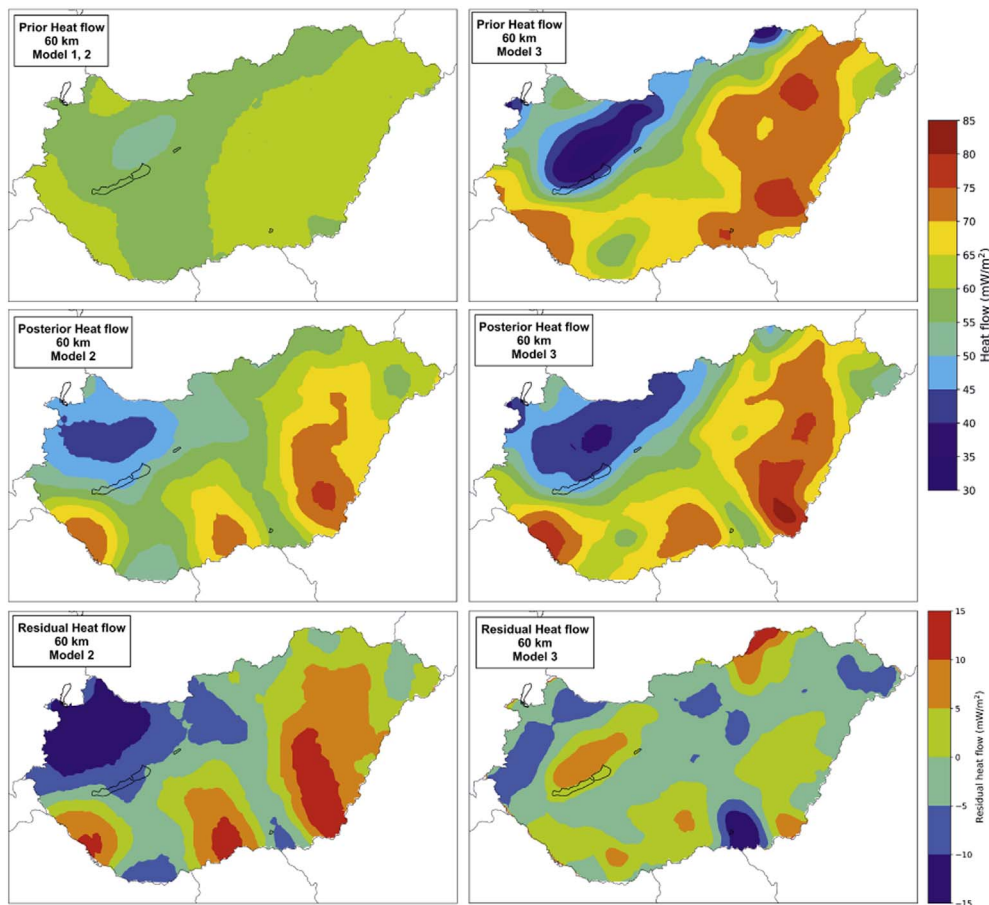 Prior Heat flow
60 km
Model 1, 2
Prior Heat flow
60 km
Model 3
Posterior Heat flow
60 km
Model 2
Posterior Heat flow
60 km
Model 3
85
80
75
70
65
60
55
50
45
40
35
30
Heat flow (mW/m²)
Residual Heat flow
60 km
Model 2
Residual Heat flow
60 km
Model 3
15
10
5
0
−5
−10
−15
Residual heat flow (mW/m²)